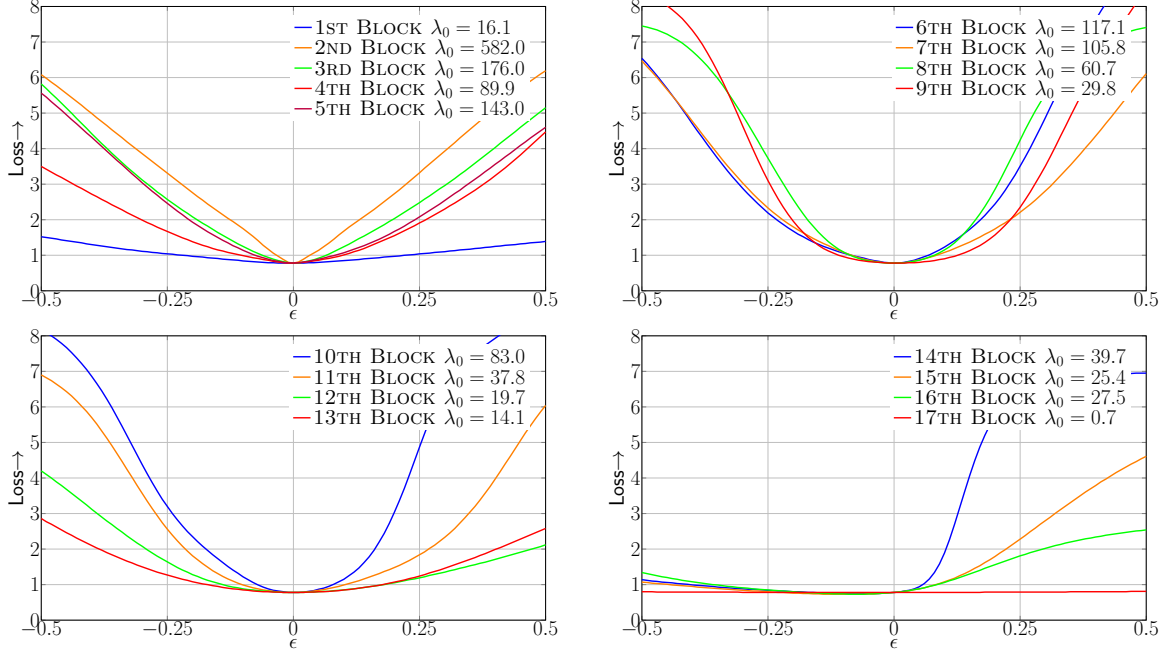 8
7
6
5
4
3
2
1
0
Loss→
−0.5
−0.25
0
0.25
0.5
ϵ
1ST BLOCK λ₀ = 16.1
2ND BLOCK λ₀ = 582.0
3RD BLOCK λ₀ = 176.0
4TH BLOCK λ₀ = 89.9
5TH BLOCK λ₀ = 143.0
8
7
6
5
4
3
2
1
0
Loss→
−0.5
−0.25
0
0.25
0.5
ϵ
6TH BLOCK λ₀ = 117.1
7TH BLOCK λ₀ = 105.8
8TH BLOCK λ₀ = 60.7
9TH BLOCK λ₀ = 29.8
8
7
6
5
4
3
2
1
0
Loss→
−0.5
−0.25
0
0.25
0.5
ϵ
10TH BLOCK λ₀ = 83.0
11TH BLOCK λ₀ = 37.8
12TH BLOCK λ₀ = 19.7
13TH BLOCK λ₀ = 14.1
8
7
6
5
4
3
2
1
0
Loss→
−0.5
−0.25
0
0.25
0.5
ϵ
14TH BLOCK λ₀ = 39.7
15TH BLOCK λ₀ = 25.4
16TH BLOCK λ₀ = 27.5
17TH BLOCK λ₀ = 0.7